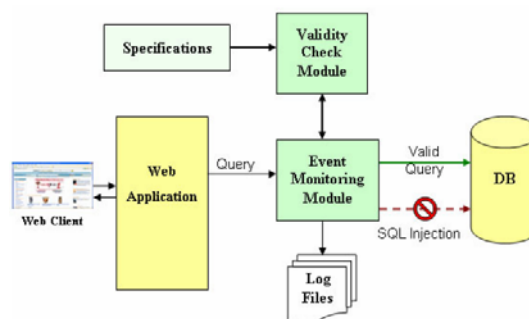 Specifications
Validity
Check
Module
Web
Application
Query
Event
Monitoring
Module
Valid
Query
DB
SQL Injection
Web Client
Log
Files